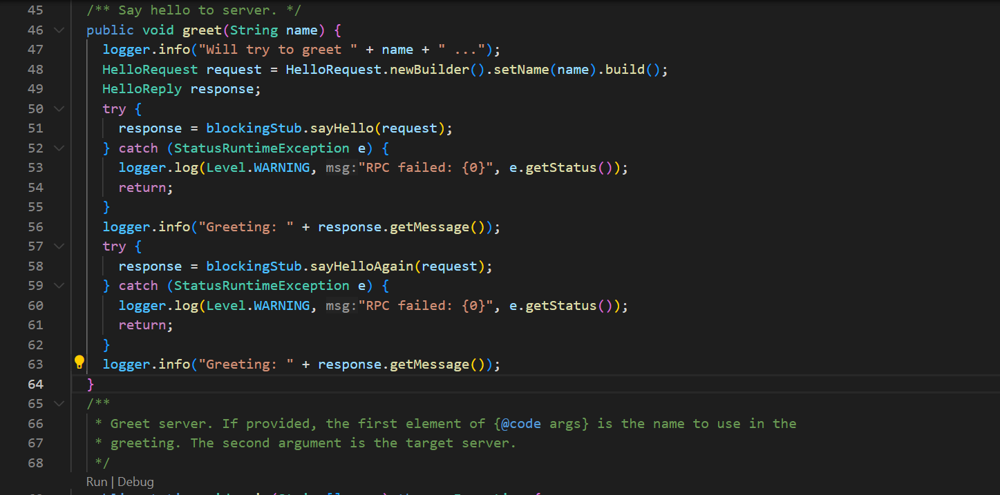 45 /** Say hello to server. */
46 public void greet(String name) {
47 logger.info("Will try to greet " + name + " ...");
48 HelloRequest request = HelloRequest.newBuilder().setName(name).build();
49 HelloReply response;
50 try {
51 response = blockingStub.sayHello(request);
52 } catch (StatusRuntimeException e) {
53 logger.log(Level.WARNING, msg:"RPC failed: {0}", e.getStatus());
54 return;
55 }
56 logger.info("Greeting: " + response.getMessage());
57 try {
58 response = blockingStub.sayHelloAgain(request);
59 } catch (StatusRuntimeException e) {
60 logger.log(Level.WARNING, msg:"RPC failed: {0}", e.getStatus());
61 return;
62 }
63 logger.info("Greeting: " + response.getMessage());
64 }
65 /**
66 * Greet server. If provided, the first element of {@code args} is the name to use in the
67 * greeting. The second argument is the target server.
68 */
Run | Debug